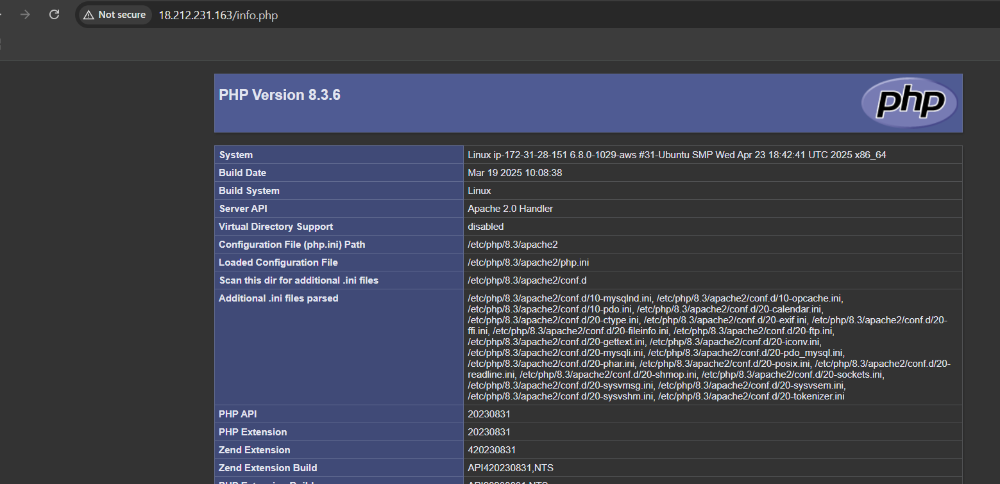 Not secure 18.212.231.163/info.php
PHP Version 8.3.6
php
System Linux ip-172-31-28-151 6.8.0-1029-aws #31-Ubuntu SMP Wed Apr 23 18:42:41 UTC 2025 x86_64
Build Date Mar 19 2025 10:08:38
Build System Linux
Server API Apache 2.0 Handler
Virtual Directory Support disabled
Configuration File (php.ini) Path /etc/php/8.3/apache2
Loaded Configuration File /etc/php/8.3/apache2/php.ini
Scan this dir for additional .ini files /etc/php/8.3/apache2/conf.d
Additional .ini files parsed /etc/php/8.3/apache2/conf.d/10-mysqlnd.ini, /etc/php/8.3/apache2/conf.d/10-opcache.ini,
/etc/php/8.3/apache2/conf.d/10-pdo.ini, /etc/php/8.3/apache2/conf.d/20-calendar.ini,
/etc/php/8.3/apache2/conf.d/20-ctype.ini, /etc/php/8.3/apache2/conf.d/20-exif.ini, /etc/php/8.3/apache2/conf.d/20-
ffi.ini, /etc/php/8.3/apache2/conf.d/20-fileinfo.ini, /etc/php/8.3/apache2/conf.d/20-ftp.ini,
/etc/php/8.3/apache2/conf.d/20-gettext.ini, /etc/php/8.3/apache2/conf.d/20-iconv.ini,
/etc/php/8.3/apache2/conf.d/20-mysqli.ini, /etc/php/8.3/apache2/conf.d/20-pdo_mysql.ini,
/etc/php/8.3/apache2/conf.d/20-phar.ini, /etc/php/8.3/apache2/conf.d/20-posix.ini, /etc/php/8.3/apache2/conf.d/20-
readline.ini, /etc/php/8.3/apache2/conf.d/20-shmop.ini, /etc/php/8.3/apache2/conf.d/20-sockets.ini,
/etc/php/8.3/apache2/conf.d/20-sysvmsg.ini, /etc/php/8.3/apache2/conf.d/20-sysvsem.ini,
/etc/php/8.3/apache2/conf.d/20-sysvshm.ini, /etc/php/8.3/apache2/conf.d/20-tokenizer.ini
PHP API 20230831
PHP Extension 20230831
Zend Extension 420230831
Zend Extension Build API420230831,NTS